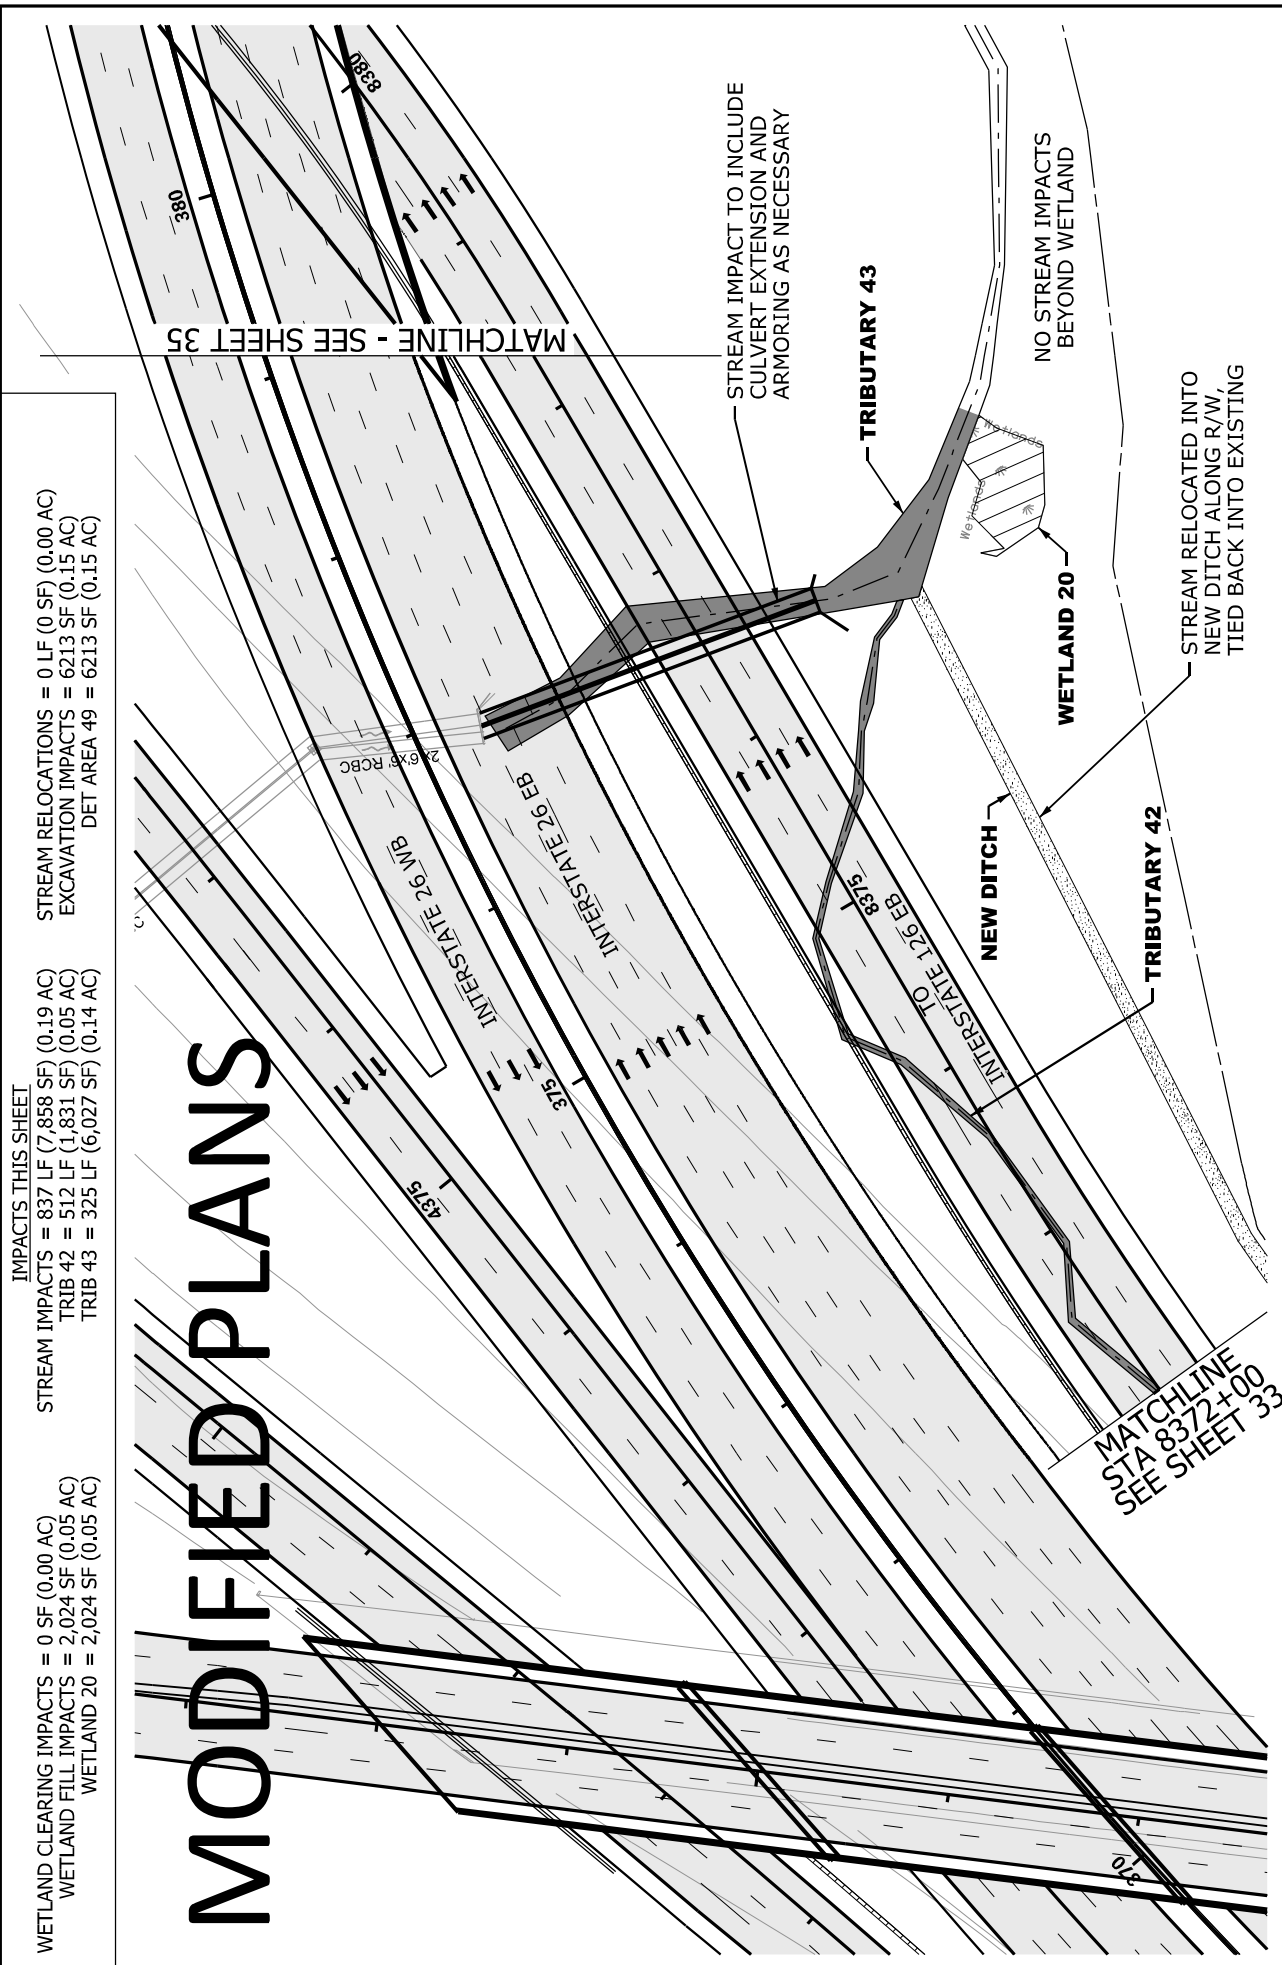 IMPACTS THIS SHEET
WETLAND CLEARING IMPACTS = 0 SF (0.00 AC)
WETLAND FILL IMPACTS = 2,024 SF (0.05 AC)
WETLAND 20 = 2,024 SF (0.05 AC)
STREAM IMPACTS = 837 LF (7,858 SF) (0.19 AC)
TRIB 42 = 512 LF (1,831 SF) (0.05 AC)
TRIB 43 = 325 LF (6,027 SF) (0.14 AC)
STREAM RELOCATIONS = 0 LF (0 SF) (0.00 AC)
EXCAVATION IMPACTS = 6213 SF (0.15 AC)
DET AREA 49 = 6213 SF (0.15 AC)
MODIFIED PLANS
380
8380
MATCHLINE - SEE SHEET 35
4375
2x 6'x6' RCBC
INTERSTATE 26 WB
INTERSTATE 26 EB
375
8375
TO
INTERSTATE 126 EB
370
STREAM IMPACT TO INCLUDE
CULVERT EXTENSION AND
ARMORING AS NECESSARY
TRIBUTARY 43
NO STREAM IMPACTS
BEYOND WETLAND
Wetlands
Wetlands
WETLAND 20
STREAM RELOCATED INTO
NEW DITCH ALONG R/W,
TIED BACK INTO EXISTING
NEW DITCH
TRIBUTARY 42
MATCHLINE
STA 8372+00
SEE SHEET 33